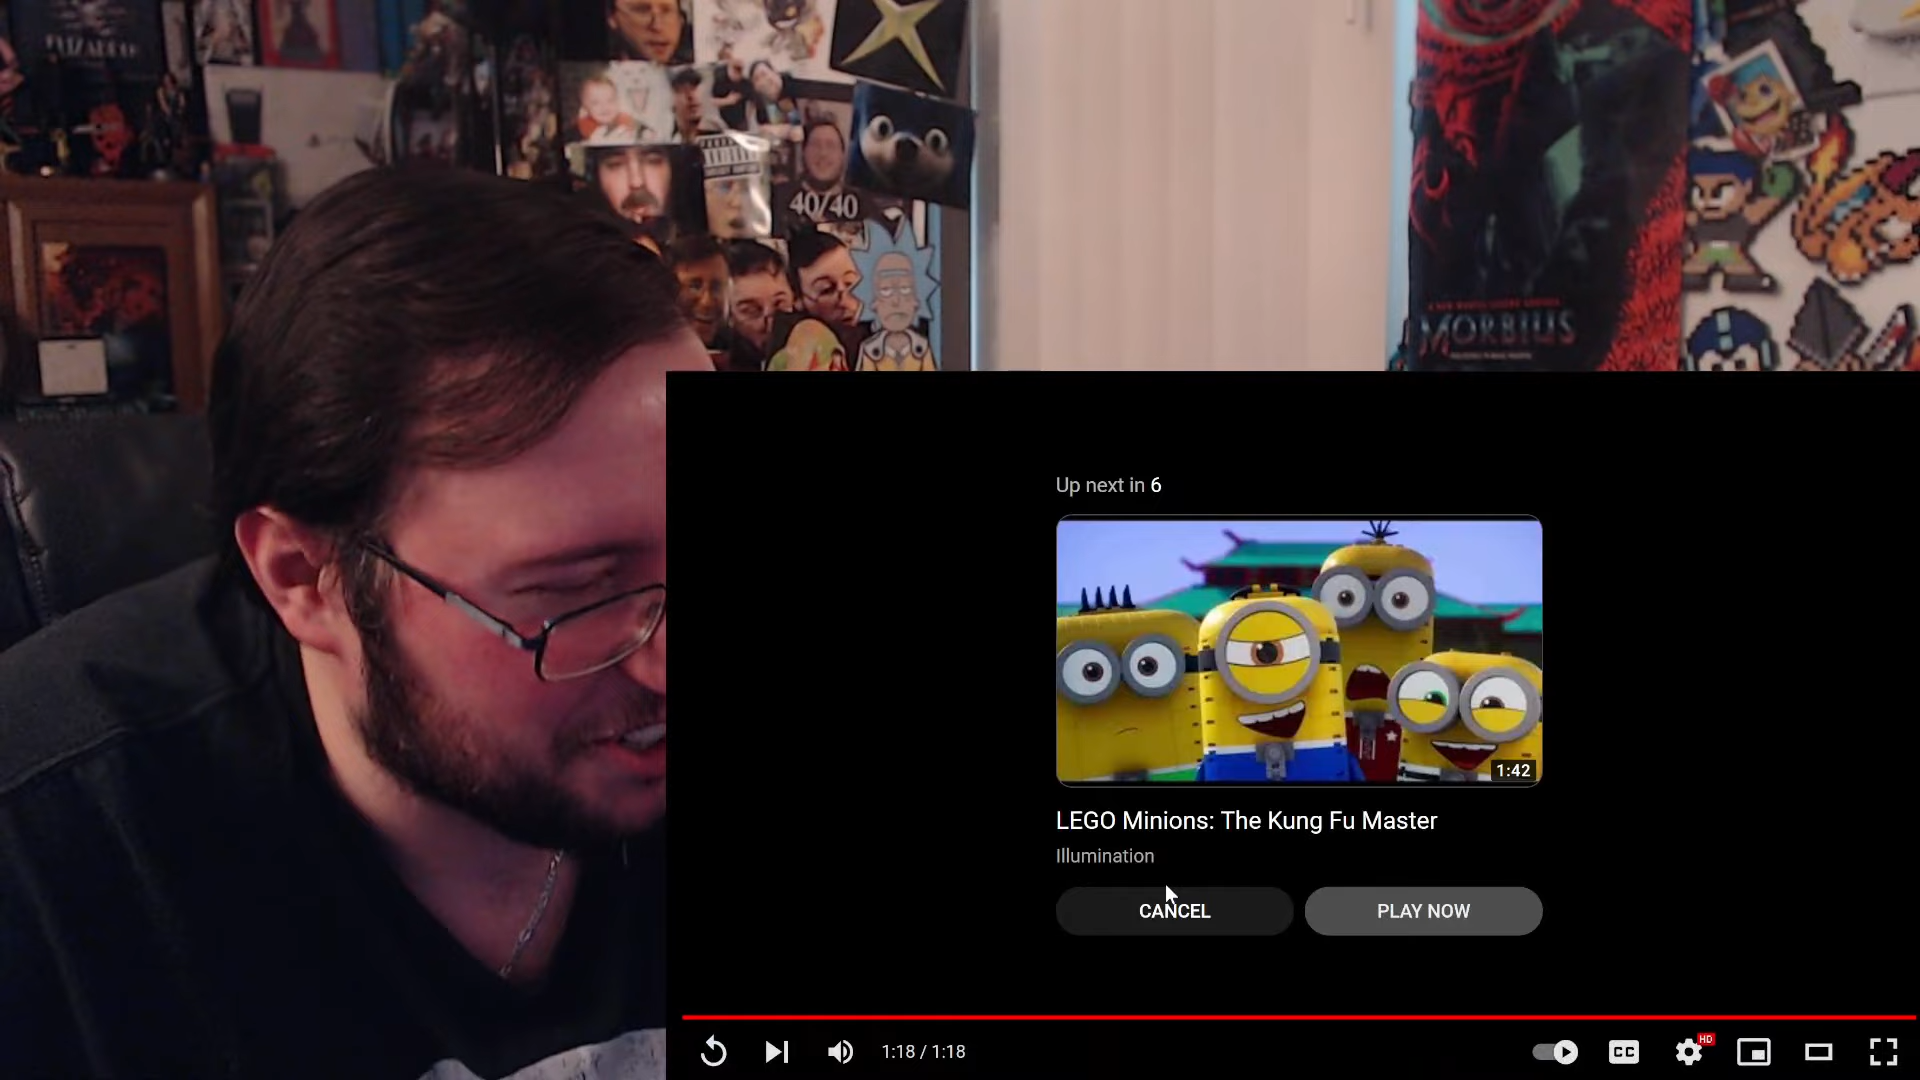 40/40
MORBIUS
Up next in 6
1:42
LEGO Minions: The Kung Fu Master
Illumination
CANCEL
PLAY NOW
HD
1:18 / 1:18
CC